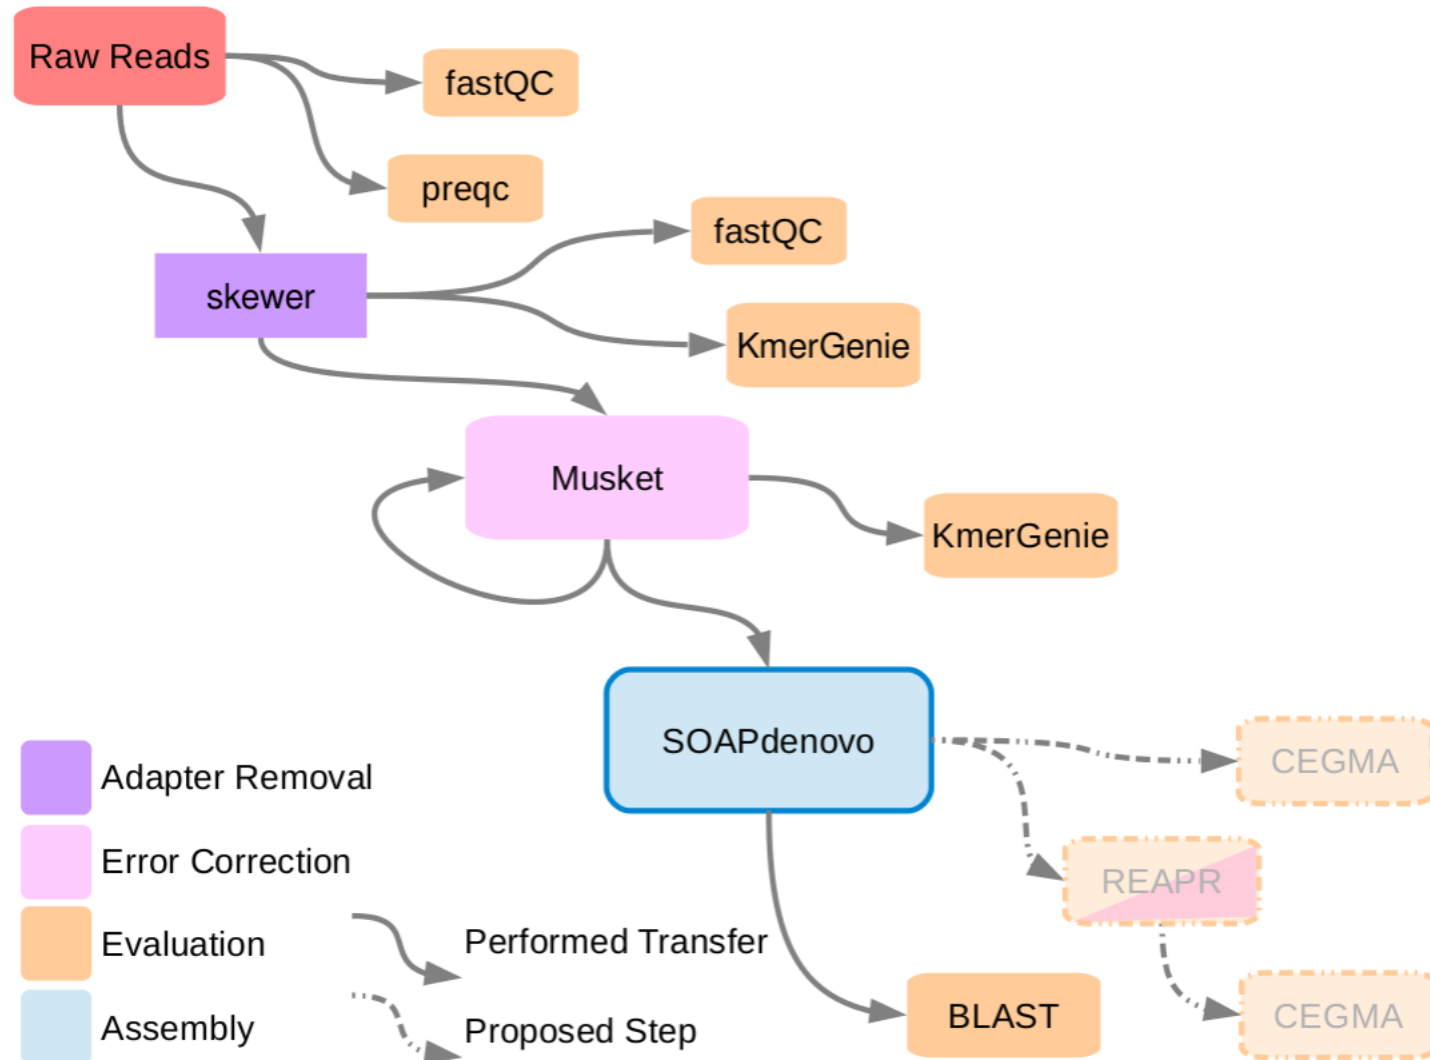 Raw Reads
fastQC
preqc
fastQC
skewer
KmerGenie
Musket
KmerGenie
SOAPdenovo
CEGMA
REAPR
BLAST
CEGMA
Adapter Removal
Error Correction
Evaluation
Assembly
Performed Transfer
Proposed Step